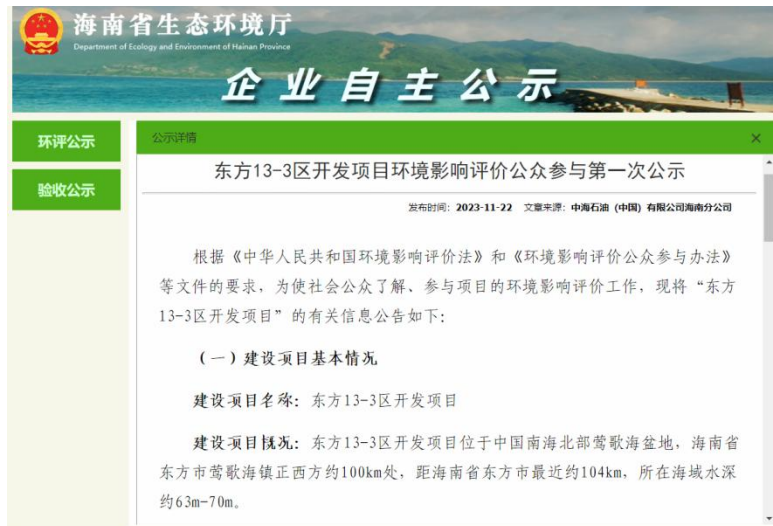 海南省生态环境厅
Department of Ecology and Environment of Hainan Province
企业自主公示
环评公示
验收公示
公示详情
×
东方13-3区开发项目环境影响评价公众参与第一次公示
发布时间：2023-11-22 文章来源：中海石油（中国）有限公司海南分公司
根据《中华人民共和国环境影响评价法》和《环境影响评价公众参与办法》
等文件的要求，为使社会公众了解、参与项目的环境影响评价工作，现将“东方
13-3区开发项目”的有关信息公告如下：
（一）建设项目基本情况
建设项目名称：东方13-3区开发项目
建设项目概况：东方13-3区开发项目位于中国南海北部莺歌海盆地，海南省
东方市莺歌海镇正西方约100km处，距海南省东方市最近约104km，所在海域水深
约63m-70m。